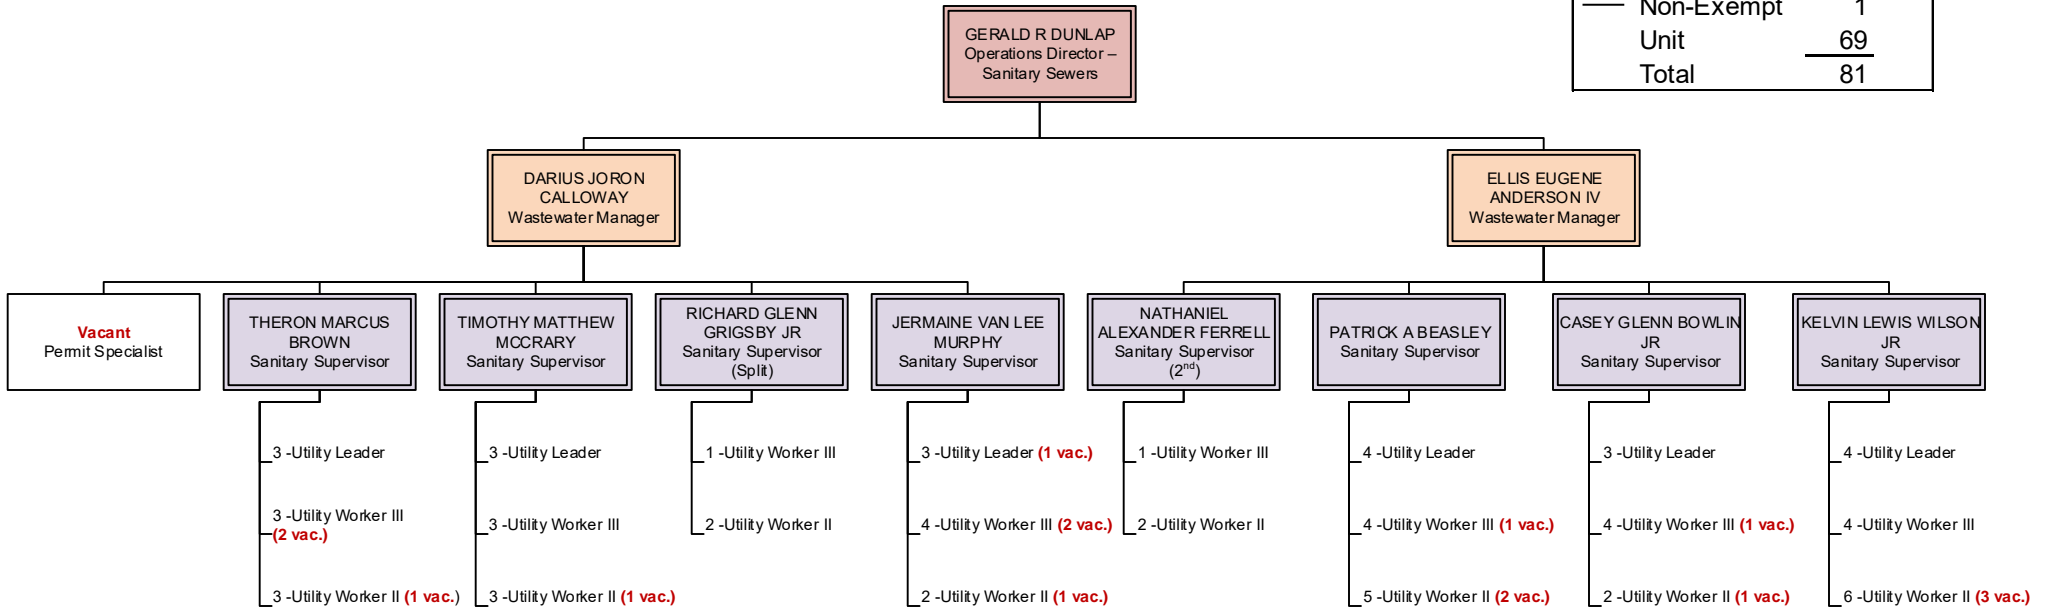 Non-Exempt 1
Unit 69
Total 81
GERALD R DUNLAP
Operations Director –
Sanitary Sewers
DARIUS JORON
CALLOWAY
Wastewater Manager
ELLIS EUGENE
ANDERSON IV
Wastewater Manager
Vacant
Permit Specialist
THERON MARCUS
BROWN
Sanitary Supervisor
TIMOTHY MATTHEW
MCCRARY
Sanitary Supervisor
RICHARD GLENN
GRIGSBY JR
Sanitary Supervisor
(Split)
JERMAINE VAN LEE
MURPHY
Sanitary Supervisor
NATHANIEL
ALEXANDER FERRELL
Sanitary Supervisor
(2nd)
PATRICK A BEASLEY
Sanitary Supervisor
CASEY GLENN BOWLIN
JR
Sanitary Supervisor
KELVIN LEWIS WILSON
JR
Sanitary Supervisor
3 -Utility Leader
3 -Utility Worker III
(2 vac.)
3 -Utility Worker II (1 vac.)
3 -Utility Leader
3 -Utility Worker III
3 -Utility Worker II (1 vac.)
1 -Utility Worker III
2 -Utility Worker II
3 -Utility Leader (1 vac.)
4 -Utility Worker III (2 vac.)
2 -Utility Worker II (1 vac.)
1 -Utility Worker III
2 -Utility Worker II
4 -Utility Leader
4 -Utility Worker III (1 vac.)
5 -Utility Worker II (2 vac.)
3 -Utility Leader
4 -Utility Worker III (1 vac.)
2 -Utility Worker II (1 vac.)
4 -Utility Leader
4 -Utility Worker III
6 -Utility Worker II (3 vac.)